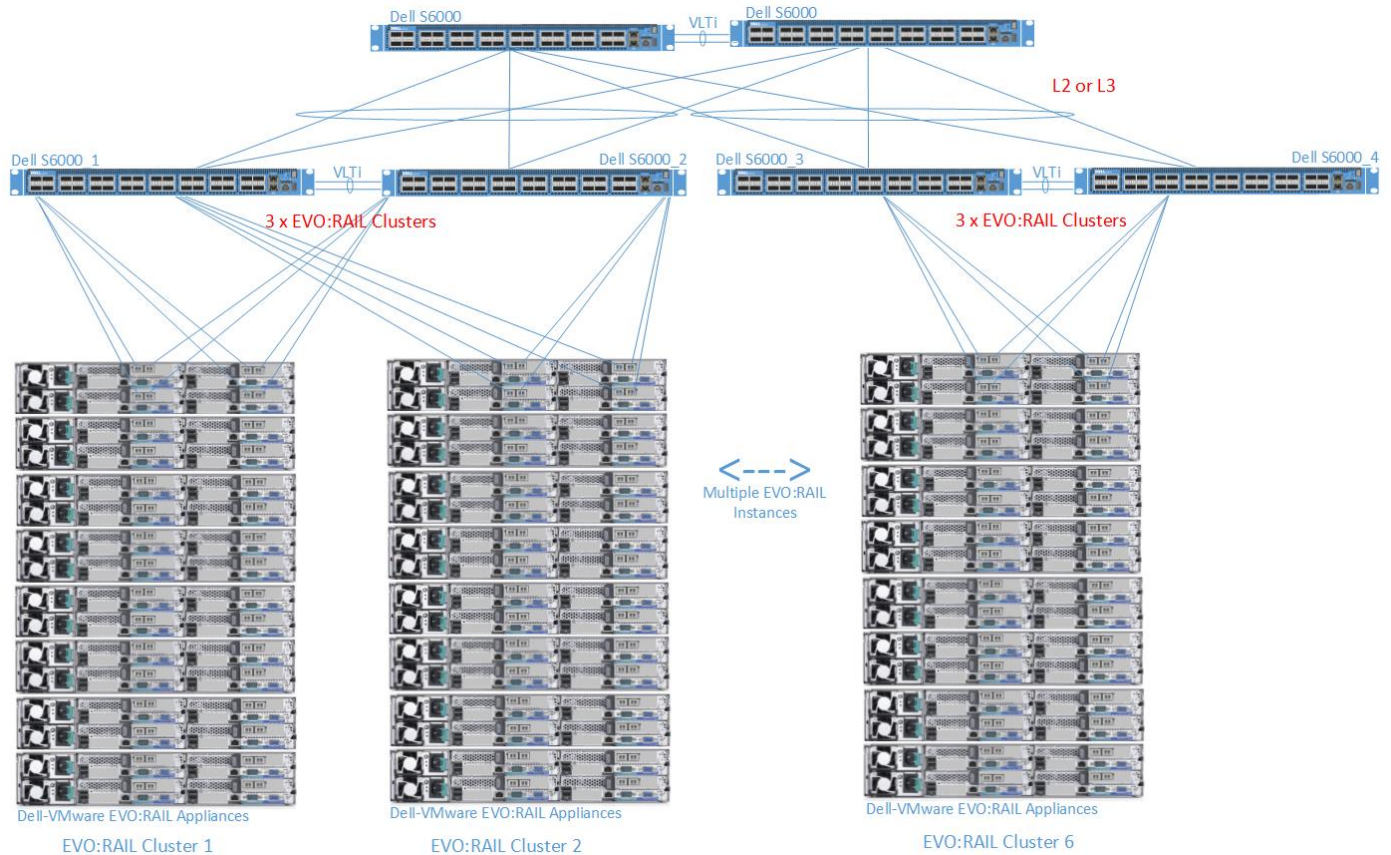 Dell S6000
VLTi
Dell S6000
L2 or L3
Dell S6000_1
VLTi
Dell S6000_2
Dell S6000_3
VLTi
Dell S6000_4
3 x EVO:RAIL Clusters
3 x EVO:RAIL Clusters
Multiple EVO:RAIL
Instances
Dell-VMware EVO:RAIL Appliances
Dell-VMware EVO:RAIL Appliances
Dell-VMware EVO:RAIL Appliances
EVO:RAIL Cluster 1
EVO:RAIL Cluster 2
EVO:RAIL Cluster 6